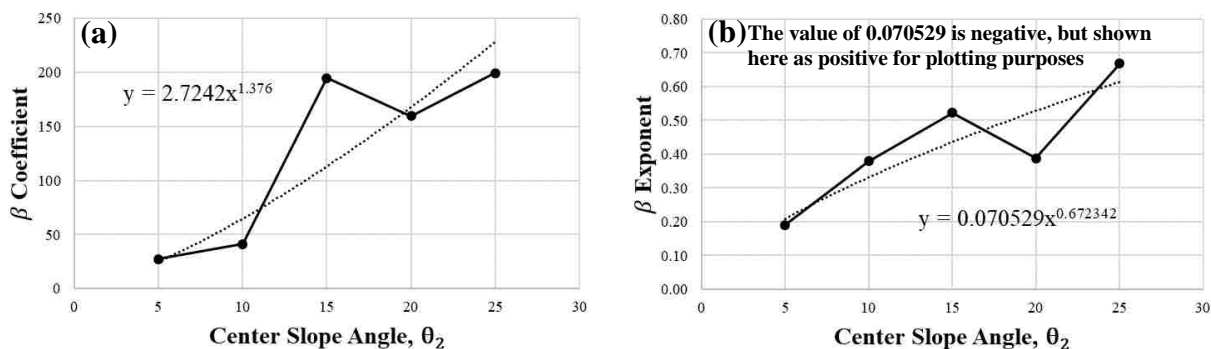 (a)
250
200
150
100
50
0
β Coefficient
y = 2.7242x^1.376
0 5 10 15 20 25 30
Center Slope Angle, θ₂
(b) The value of 0.070529 is negative, but shown
here as positive for plotting purposes
0.80
0.70
0.60
0.50
0.40
0.30
0.20
0.10
0.00
β Exponent
y = 0.070529x^0.672342
0 5 10 15 20 25 30
Center Slope Angle, θ₂